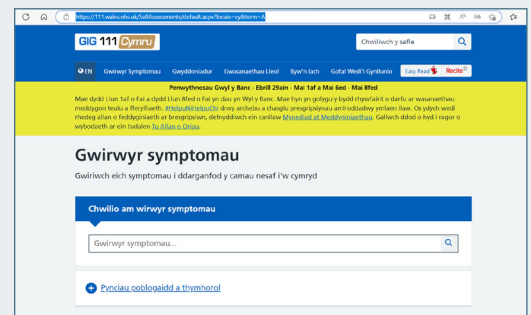 https://111.wales.nhs.uk/SelfAssessments/default.aspx?locale=cy&term=A
GIG 111 Cymru
Chwiliwch y safle
EN Gwirwyr Symptomau Gwyddoniadur Gwasanaethau Lleol Byw'n Iach Gofal Wedi'i Gynllunio Easy Read Recite
Penwythnosau Gwyl y Banc - Ebrill 29ain - Mai 1af a Mai 6ed - Mai 8fed
Mae dydd Llun 1af o Fai a dydd Llun 8fed o Fai yn dau yn Wyl y Banc. Mae hyn yn golygu y bydd rhywfaint o darfu ar wasanaethau
meddygon teulu a fferylliaeth. #HelpuNiHelpuChi drwy archebu a chasglu presgripsiynau amlroddadwy ymlaen llaw. Os ydych wedi
rhedeg allan o feddyginiaeth ar bresgripsiwn, defnyddiwch ein canllaw Mynediad at Meddyginiaethau. Gallwch ddod o hyd i ragor o
wybodaeth ar ein tudalen Tu Allan o Oriau.
Gwirwyr symptomau
Gwiriwch eich symptomau i ddarganfod y camau nesaf i'w cymryd
Chwilio am wirwyr symptomau
Gwirwyr symptomau...
Pynciau poblogaidd a thymhorol